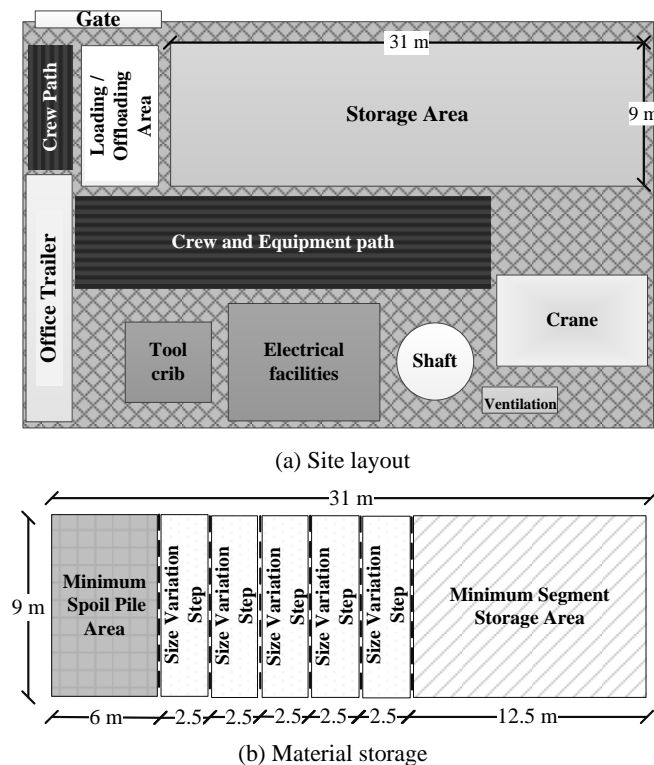 Gate
31 m
Crew Path
Loading /
Offloading
Area
Storage Area
9 m
Office Trailer
Crew and Equipment path
Tool
crib
Electrical
facilities
Shaft
Crane
Ventilation
(a) Site layout
31 m
9 m
Minimum
Spoil Pile
Area
Size Variation
Step
Size Variation
Step
Size Variation
Step
Size Variation
Step
Size Variation
Step
Minimum Segment
Storage Area
6 m
2.5
2.5
2.5
2.5
2.5
12.5 m
(b) Material storage